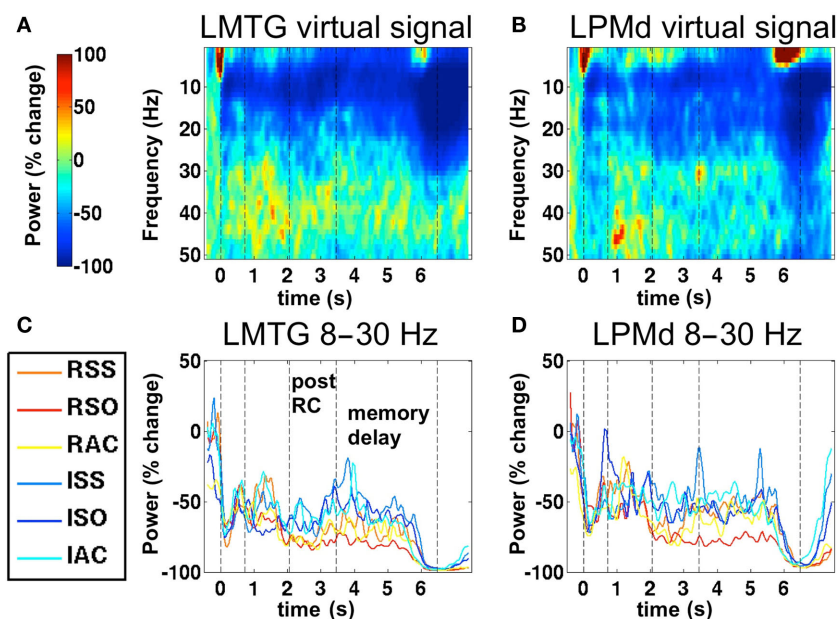 A
LMTG virtual signal
B
LPMd virtual signal
Power (% change)
100
50
0
-50
-100
Frequency (Hz)
10
20
30
40
50
0 1 2 3 4 5 6
time (s)
Frequency (Hz)
10
20
30
40
50
0 1 2 3 4 5 6
time (s)
C
LMTG 8–30 Hz
D
LPMd 8–30 Hz
RSS
RSO
RAC
ISS
ISO
IAC
Power (% change)
50
0
-50
-100
post
RC
memory
delay
0 1 2 3 4 5 6
time (s)
Power (% change)
50
0
-50
-100
0 1 2 3 4 5 6
time (s)